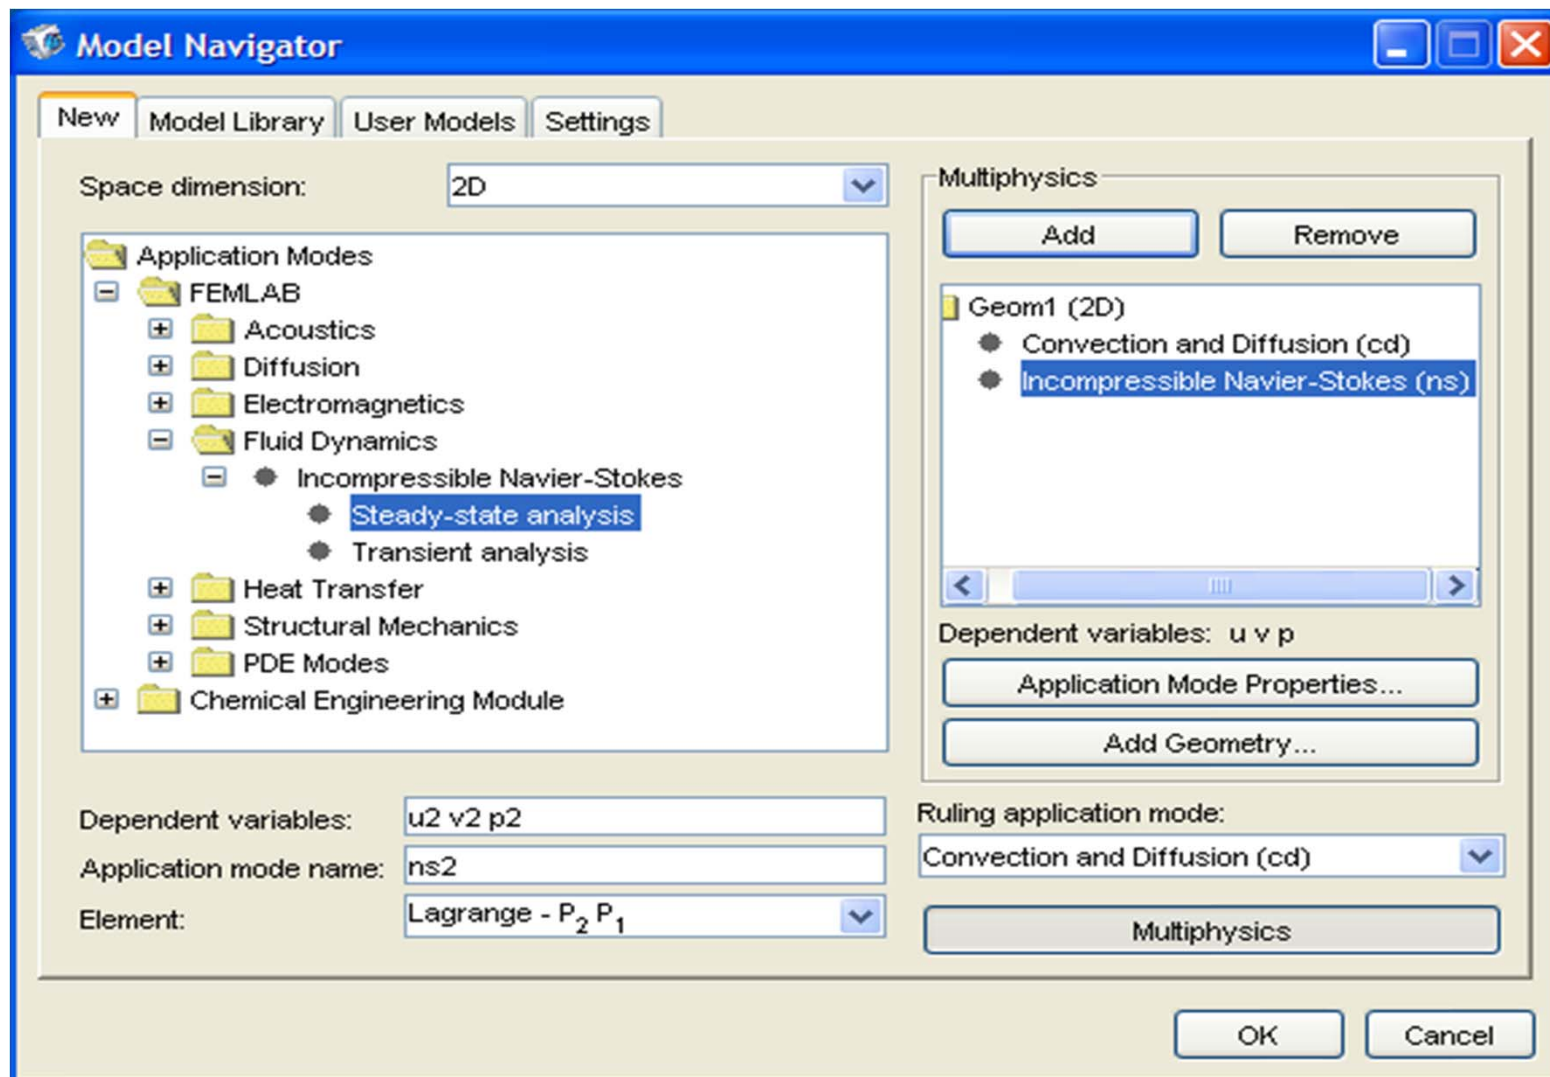 Model Navigator
New Model Library User Models Settings
Space dimension: 2D
Application Modes
FEMLAB
Acoustics
Diffusion
Electromagnetics
Fluid Dynamics
Incompressible Navier-Stokes
Steady-state analysis
Transient analysis
Heat Transfer
Structural Mechanics
PDE Modes
Chemical Engineering Module
Dependent variables: u2 v2 p2
Application mode name: ns2
Element: Lagrange - P₂ P₁
Multiphysics
Add Remove
Geom1 (2D)
Convection and Diffusion (cd)
Incompressible Navier-Stokes (ns)
Dependent variables: u v p
Application Mode Properties...
Add Geometry...
Ruling application mode:
Convection and Diffusion (cd)
Multiphysics
OK Cancel